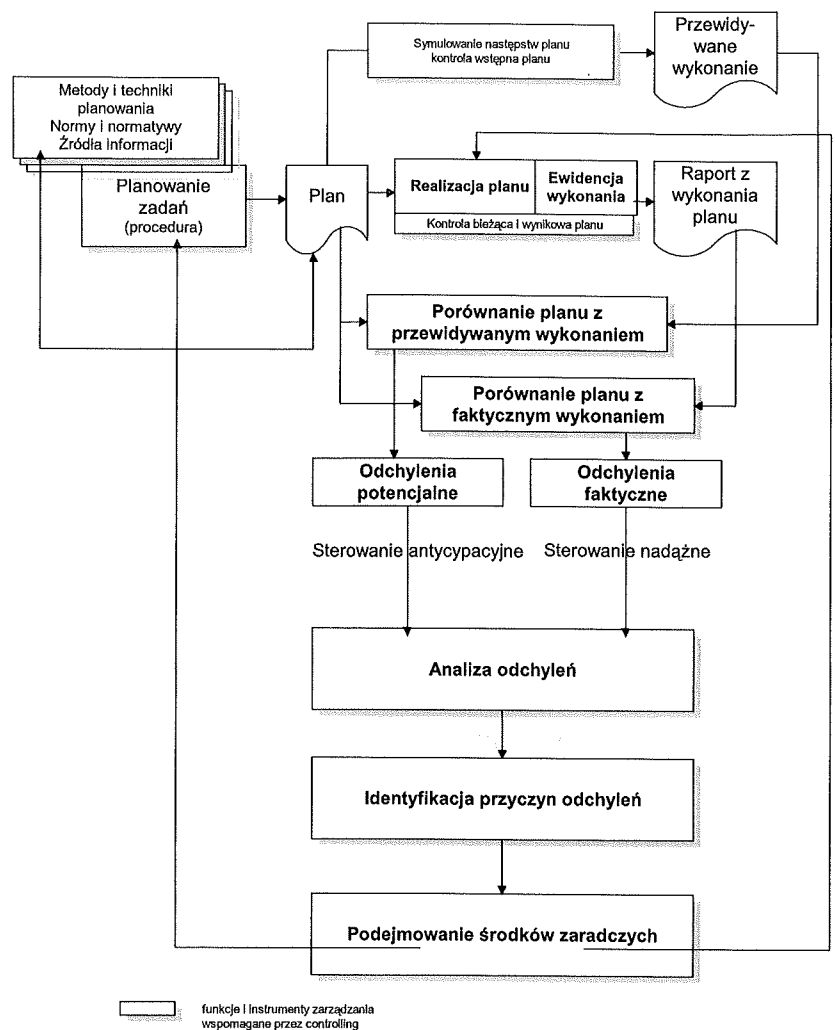 Symulowanie następstw planu
kontrola wstępna planu
Przewidy-
wane
wykonanie
Metody i techniki
planowania
Normy i normatywy
Źródła informacji
Planowanie
zadań
(procedura)
Plan
Realizacja planu
Ewidencja
wykonania
Kontrola bieżąca i wynikowa planu
Raport z
wykonania
planu
Porównanie planu z
przewidywanym wykonaniem
Porównanie planu z
faktycznym wykonaniem
Odchylenia
potencjalne
Odchylenia
faktyczne
Sterowanie antycypacyjne
Sterowanie nadążne
Analiza odchyleń
Identyfikacja przyczyn odchyleń
Podejmowanie środków zaradczych
funkcje i instrumenty zarządzania
wspomagane przez controlling